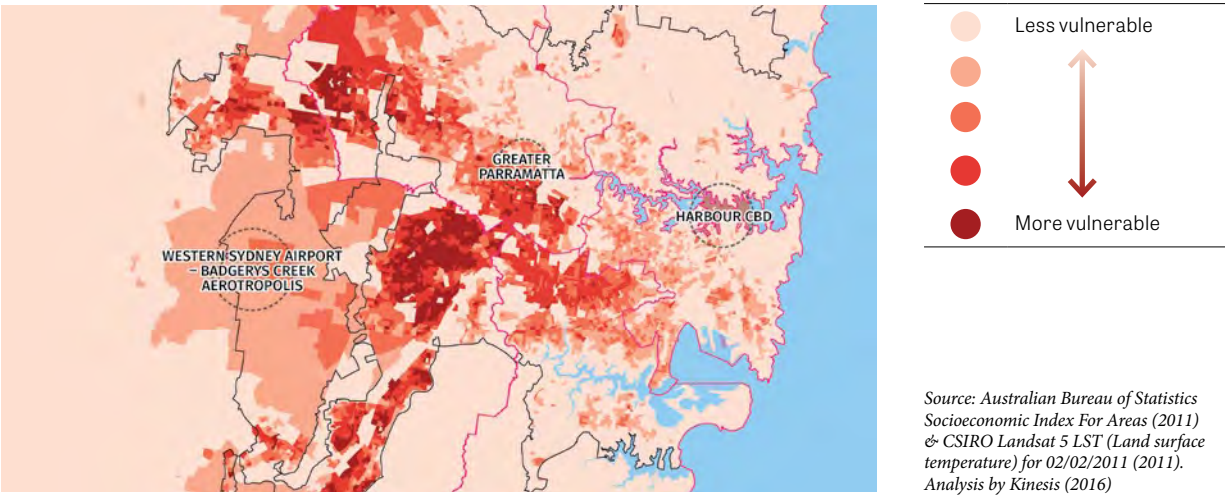 GREATER
PARRAMATTA
HARBOUR CBD
WESTERN SYDNEY AIRPORT
– BADGERYS CREEK
AEROTROPOLIS
Less vulnerable
More vulnerable
Source: Australian Bureau of Statistics
Socioeconomic Index For Areas (2011)
& CSIRO Landsat 5 LST (Land surface
temperature) for 02/02/2011 (2011).
Analysis by Kinesis (2016)